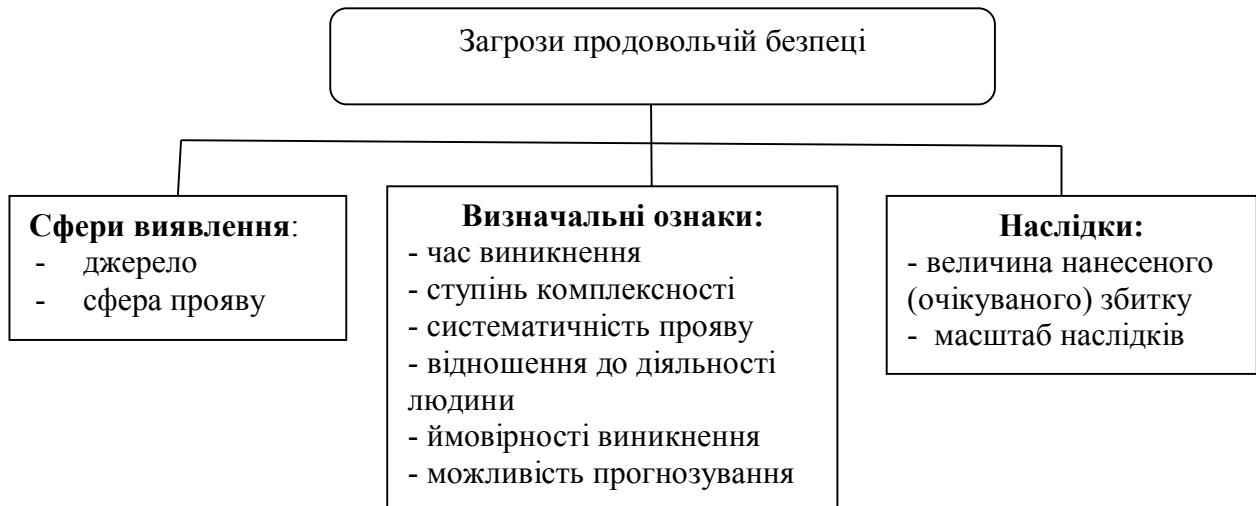 Загрози продовольчій безпеці
Сфери виявлення:
- джерело
- сфера прояву
Визначальні ознаки:
- час виникнення
- ступінь комплексності
- систематичність прояву
- відношення до діяльності
людини
- ймовірності виникнення
- можливість прогнозування
Наслідки:
- величина нанесеного
(очікуваного) збитку
- масштаб наслідків